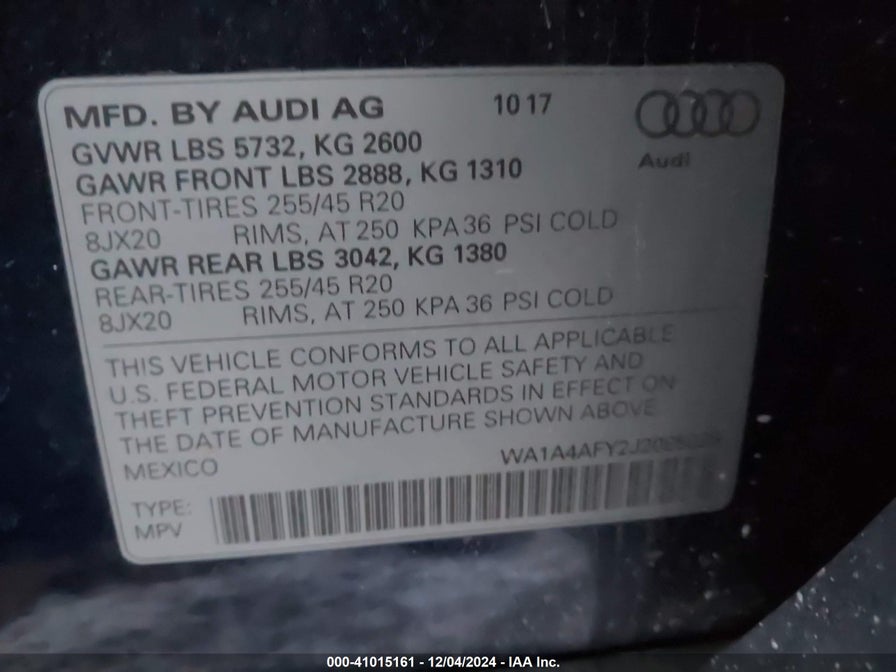 MFD. BY AUDI AG 10 17
Audi
GVWR LBS 5732, KG 2600
GAWR FRONT LBS 2888, KG 1310
FRONT-TIRES 255/45 R20
8JX20 RIMS, AT 250 KPA 36 PSI COLD
GAWR REAR LBS 3042, KG 1380
REAR-TIRES 255/45 R20
8JX20 RIMS, AT 250 KPA 36 PSI COLD
THIS VEHICLE CONFORMS TO ALL APPLICABLE
U.S. FEDERAL MOTOR VEHICLE SAFETY AND
THEFT PREVENTION STANDARDS IN EFFECT ON
THE DATE OF MANUFACTURE SHOWN ABOVE
MEXICO
TYPE:
MPV
000-41015161 - 12/04/2024 - IAA Inc.